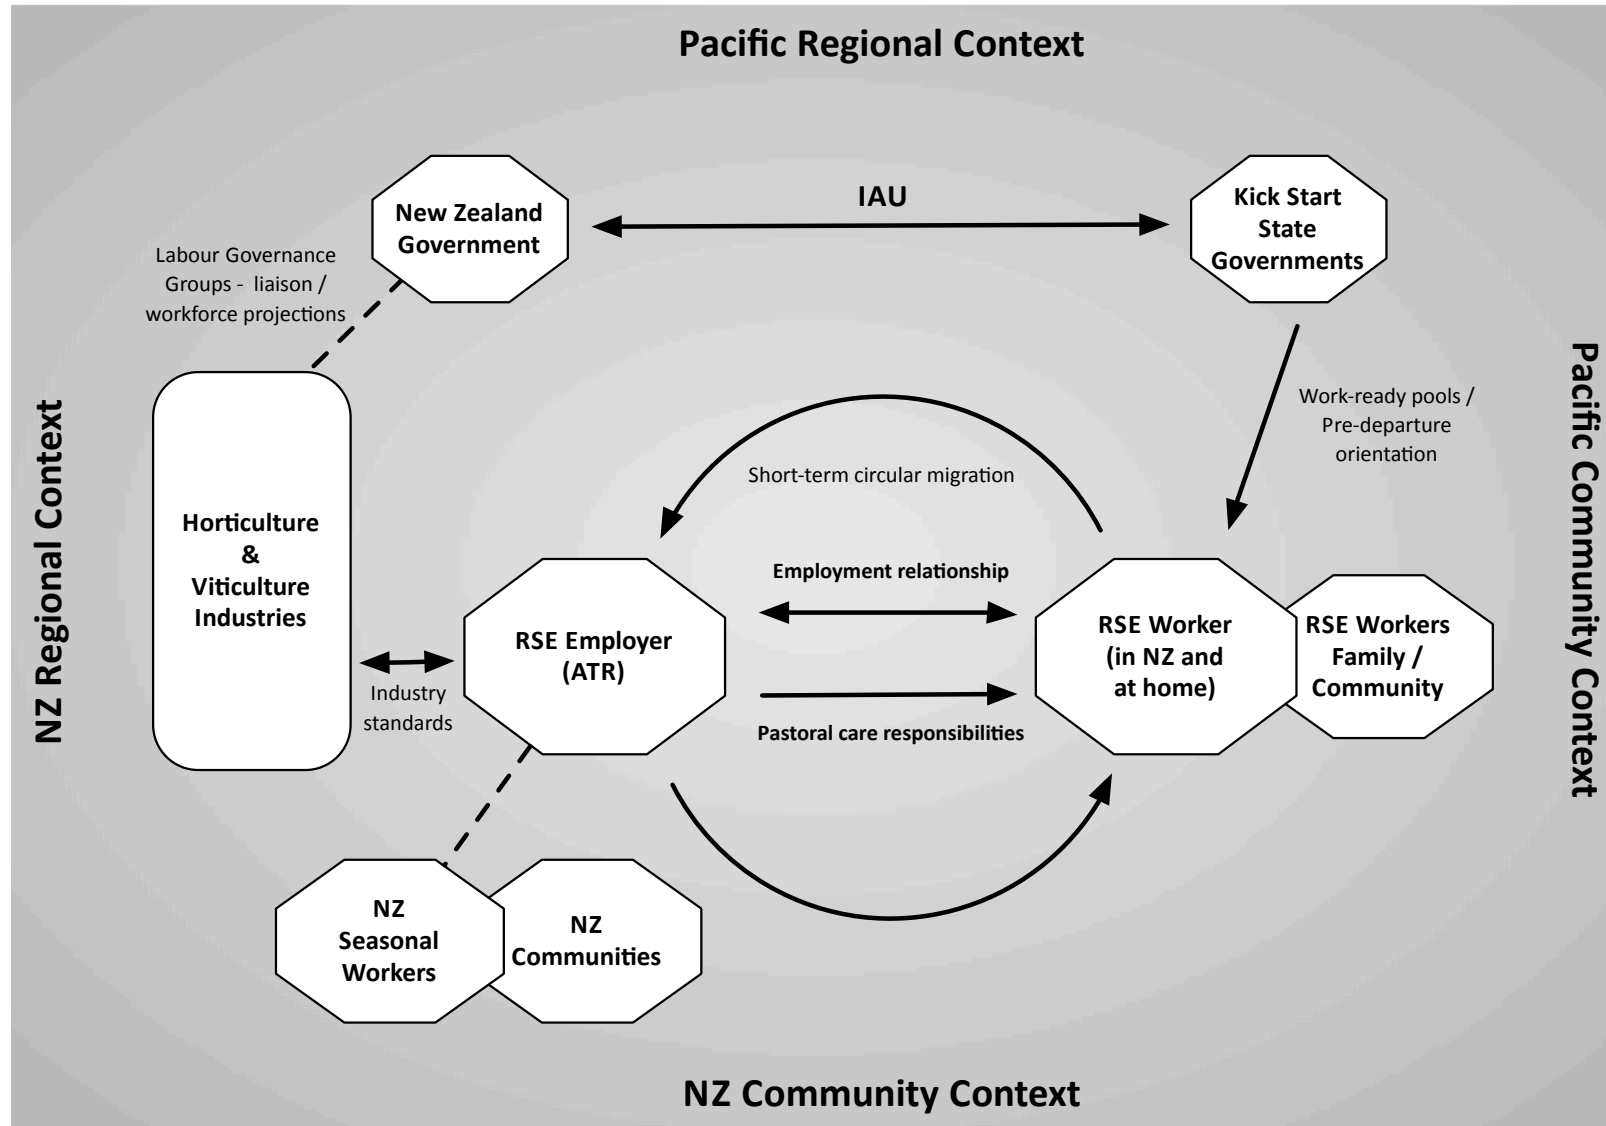 Pacific Regional Context
New Zealand
Government
IAU
Kick Start
State
Governments
Labour Governance
Groups -  liaison /
workforce projections
NZ Regional Context
Pacific Community Context
Work-ready pools /
Pre-departure
orientation
Short-term circular migration
Horticulture
&
Viticulture
Industries
Employment relationship
RSE Employer
(ATR)
RSE Worker
(in NZ and
at home)
RSE Workers
Family /
Community
Industry
standards
Pastoral care responsibilities
NZ
Seasonal
Workers
NZ
Communities
NZ Community Context